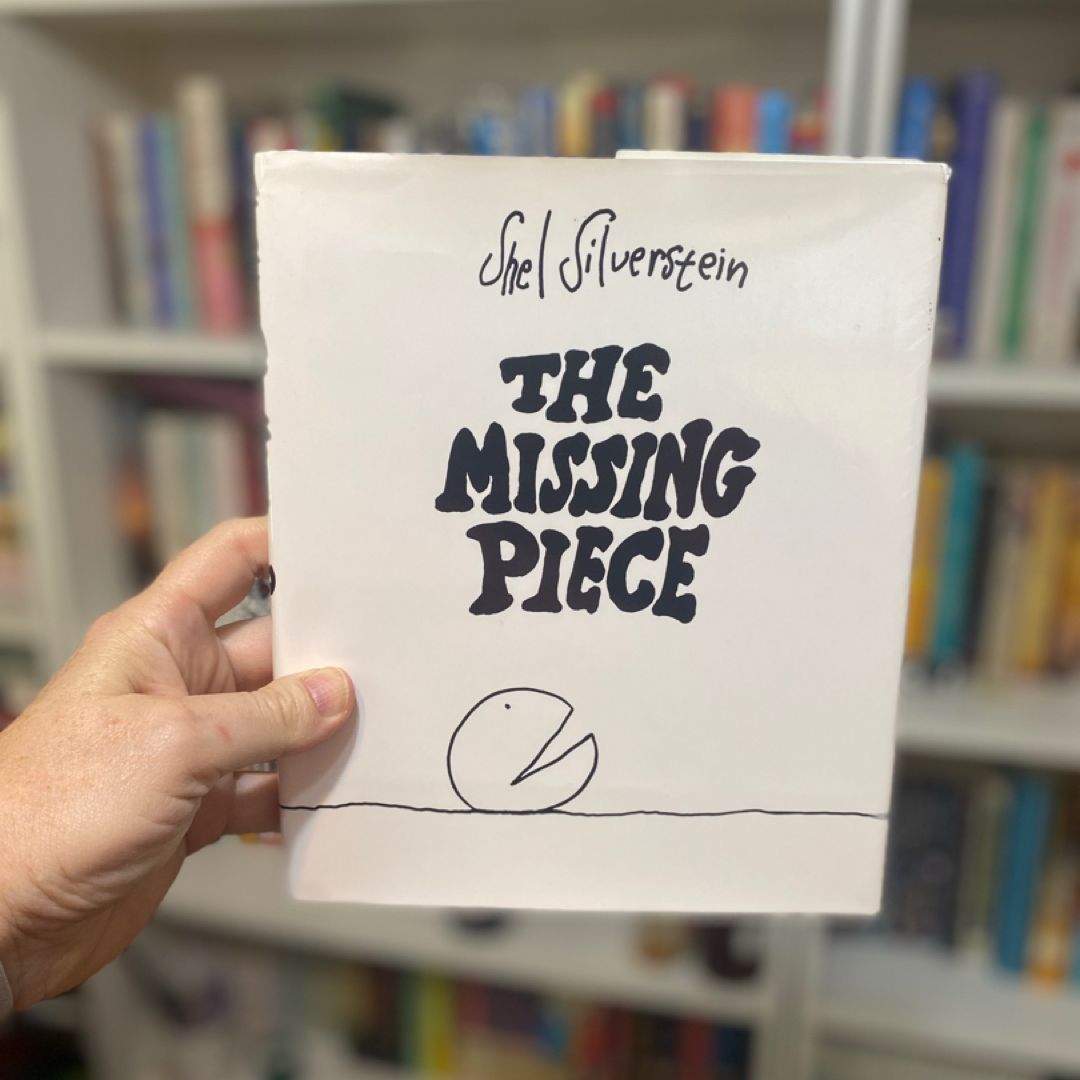 Shel Silverstein
THE
MISSING
PIECE